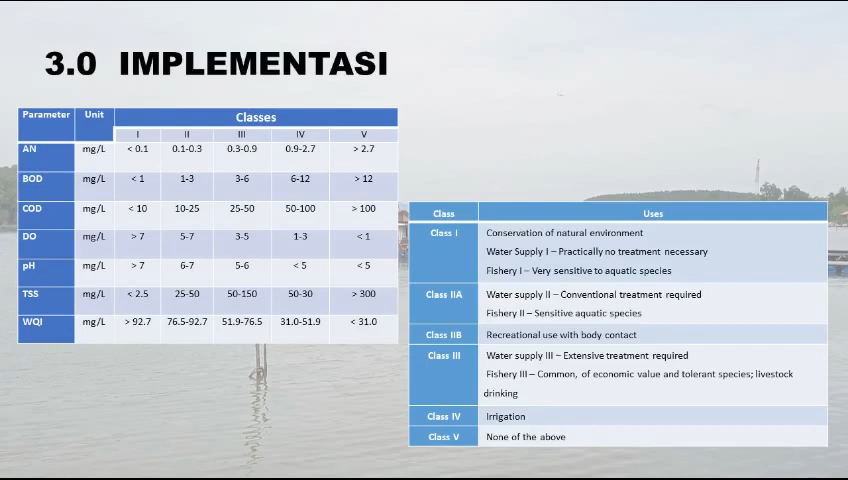 3.0 IMPLEMENTASI
Parameter Unit Classes
I II III IV V
AN mg/L < 0.1 0.1-0.3 0.3-0.9 0.9-2.7 > 2.7
BOD mg/L < 1 1-3 3-6 6-12 > 12
COD mg/L < 10 10-25 25-50 50-100 > 100
DO mg/L > 7 5-7 3-5 1-3 < 1
pH mg/L > 7 6-7 5-6 < 5 < 5
TSS mg/L < 2.5 25-50 50-150 50-30 > 300
WQI mg/L > 92.7 76.5-92.7 51.9-76.5 31.0-51.9 < 31.0
Class Uses
Class I Conservation of natural environment
Water Supply I – Practically no treatment necessary
Fishery I – Very sensitive to aquatic species
Class IIA Water supply II – Conventional treatment required
Fishery II – Sensitive aquatic species
Class IIB Recreational use with body contact
Class III Water supply III – Extensive treatment required
Fishery III – Common, of economic value and tolerant species; livestock
drinking
Class IV Irrigation
Class V None of the above